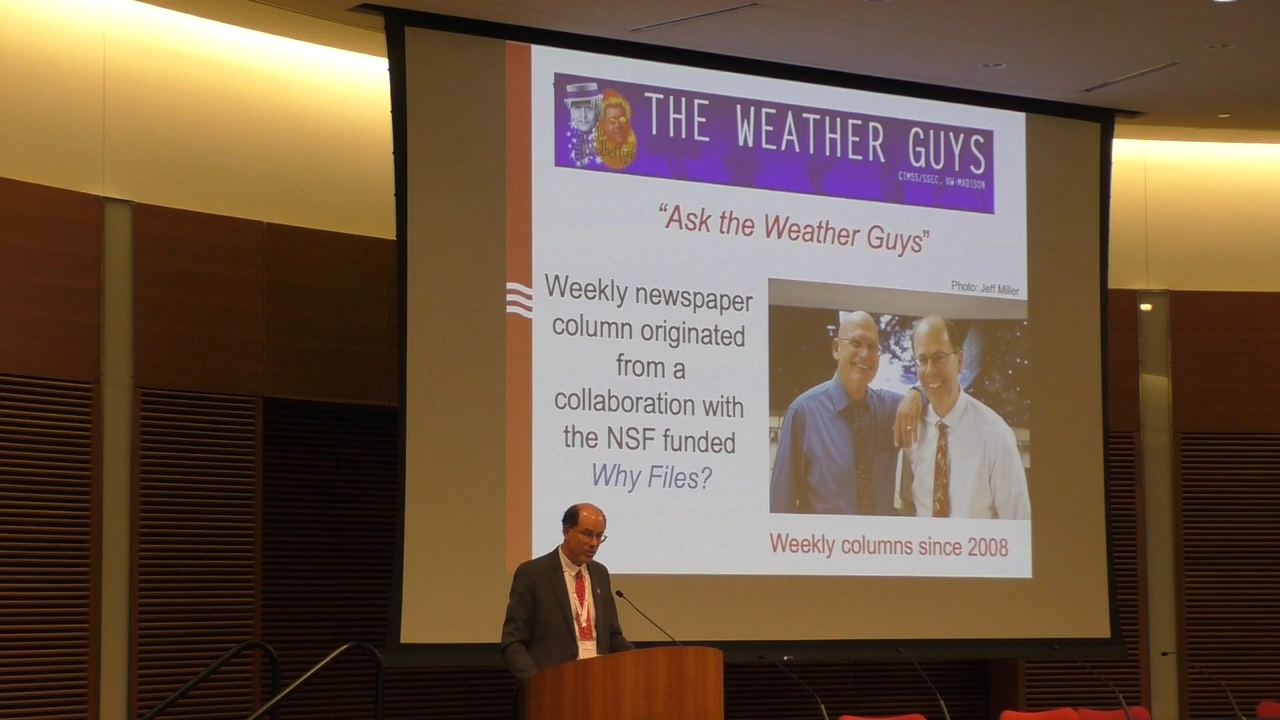 THE WEATHER GUYS
CIMSS/SSEC, UW-MADISON
“Ask the Weather Guys”
Photo: Jeff Miller
Weekly newspaper
column originated
from a
collaboration with
the NSF funded
Why Files?
Weekly columns since 2008